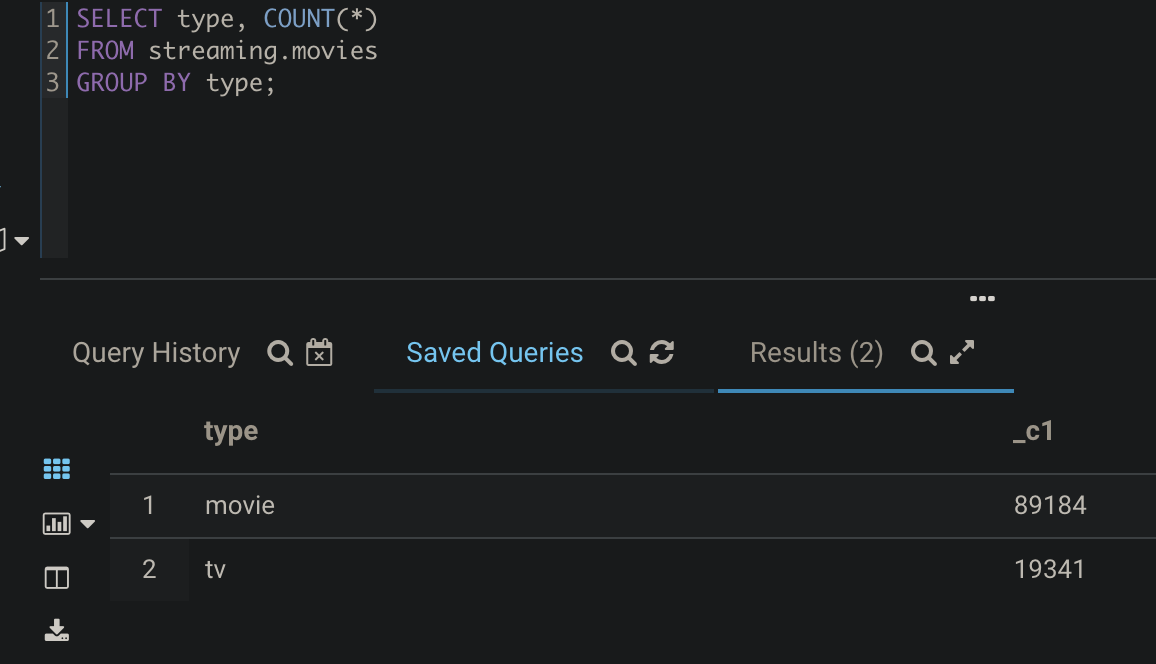 1 SELECT type, COUNT(*)
2 FROM streaming.movies
3 GROUP BY type;
Query History Saved Queries Results (2)
type _c1
1 movie 89184
2 tv 19341